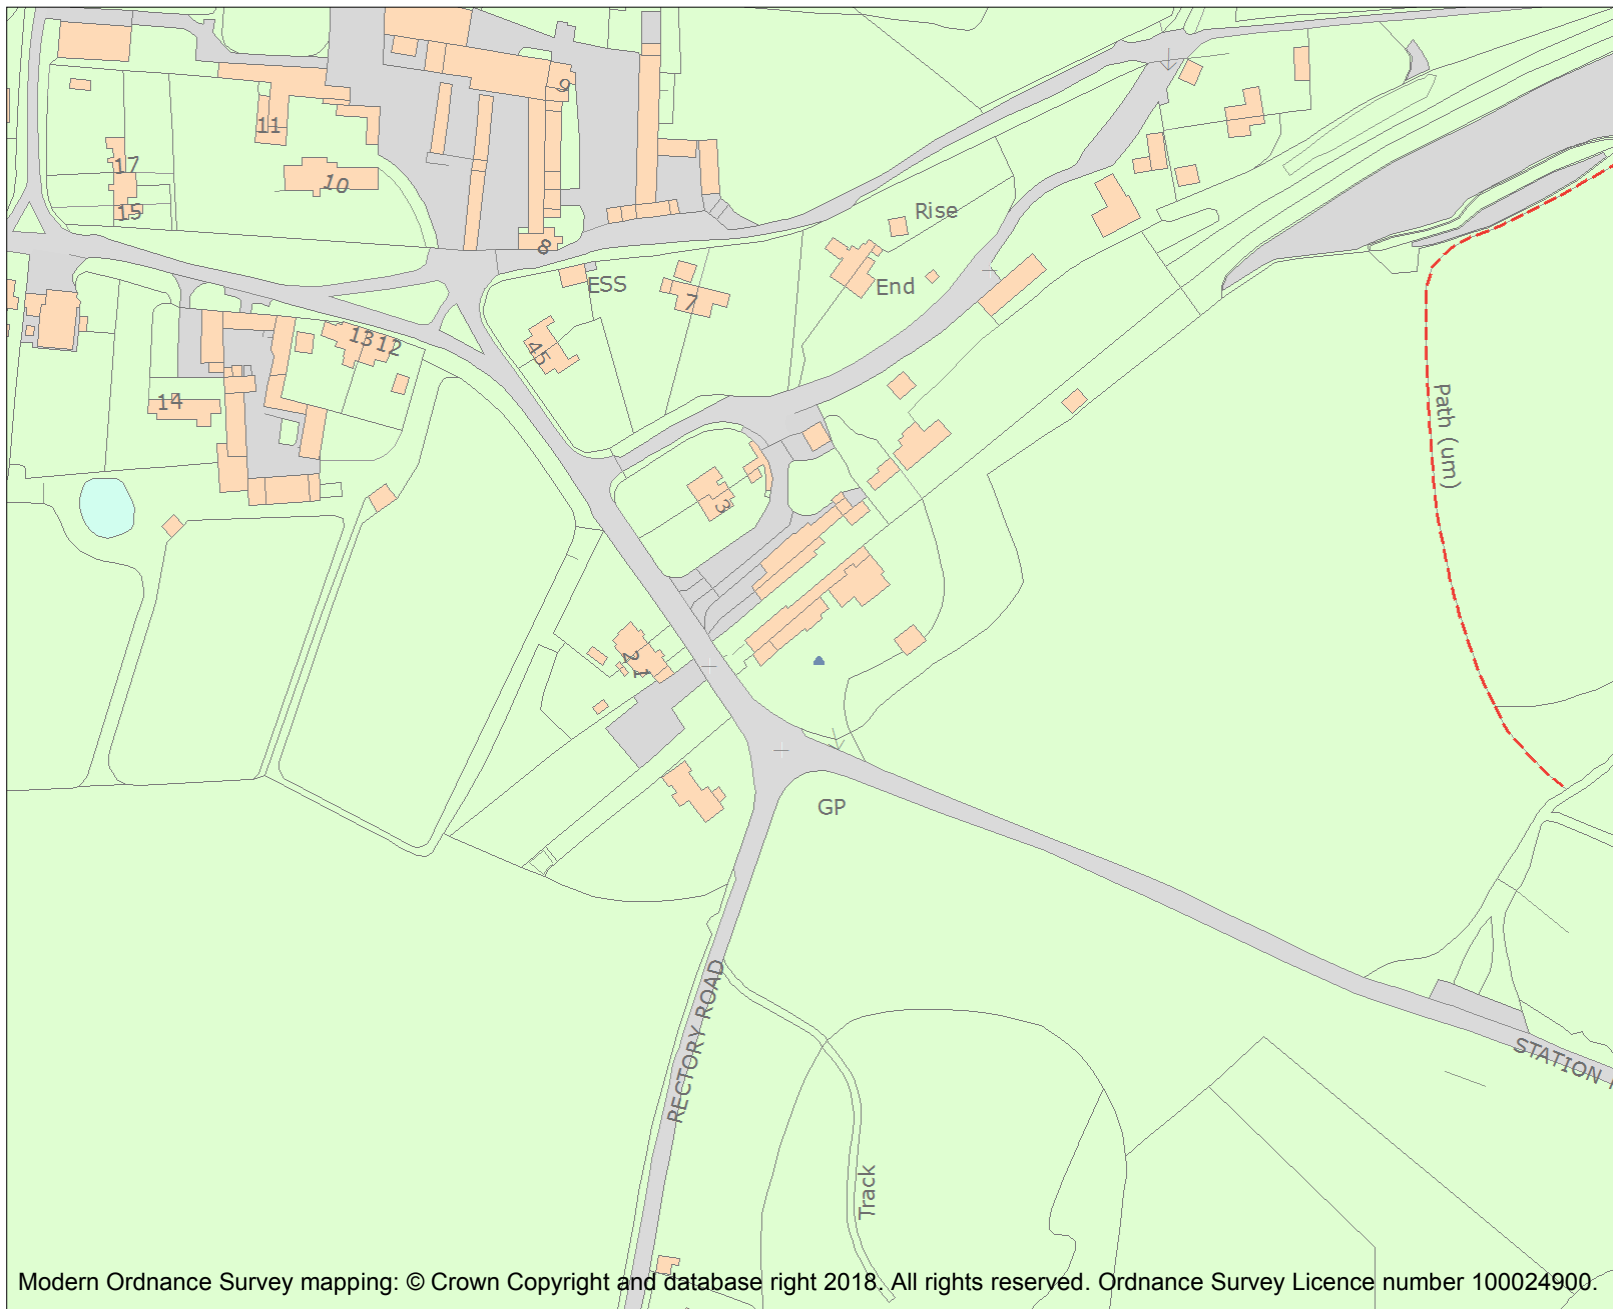 9
11
17
10
15
8
Rise
ESS
End
7
45
13
12
14
Path (um)
3
2
1
GP
RECTORY ROAD
STATION
Track
Modern Ordnance Survey mapping: © Crown Copyright and database right 2018. All rights reserved. Ordnance Survey Licence number 100024900.